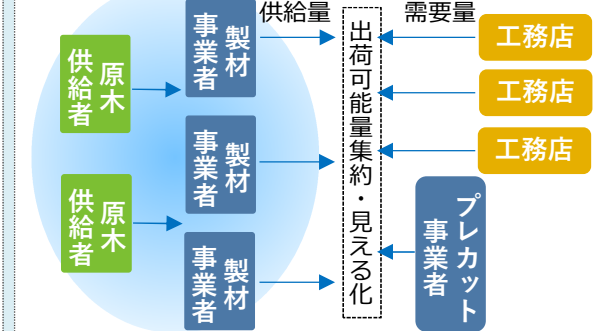 供給量
需要量
原木
供給者
原木
供給者
製材
事業者
製材
事業者
製材
事業者
出荷可能量集約・見える化
工務店
工務店
工務店
プレカット
事業者